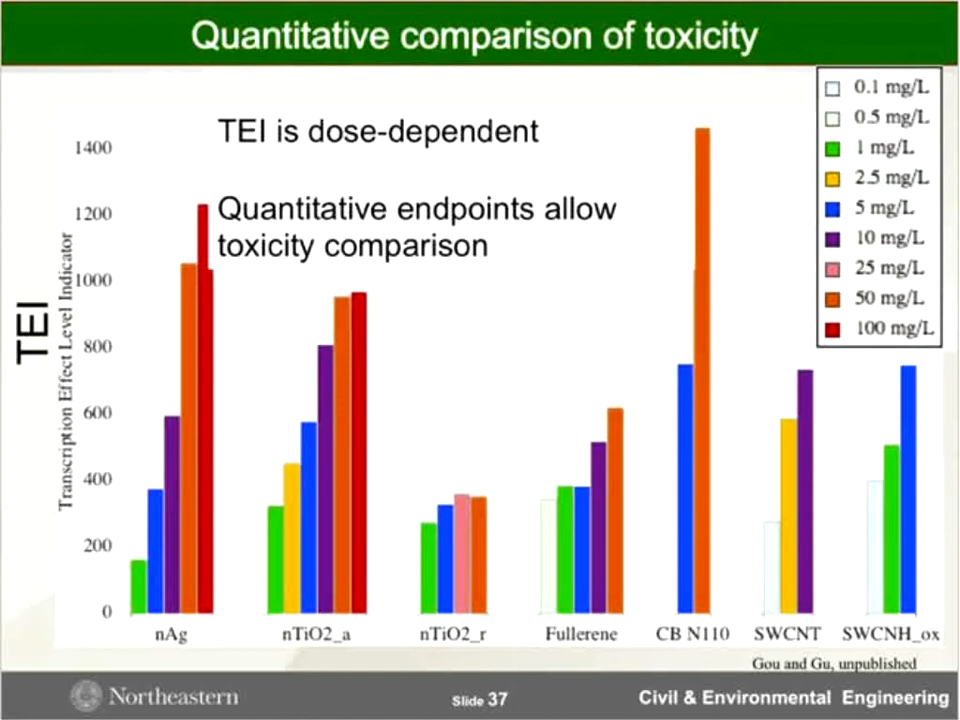 Quantitative comparison of toxicity
TEI is dose-dependent
Quantitative endpoints allow
toxicity comparison
0.1 mg/L
0.5 mg/L
1 mg/L
2.5 mg/L
5 mg/L
10 mg/L
25 mg/L
50 mg/L
100 mg/L
TEI
Transcription Effect Level Indicator
1400
1200
1000
800
600
400
200
0
nAg nTiO2_a nTiO2_r Fullerene CB N110 SWCNT SWCNH_ox
Gou and Gu, unpublished
Northeastern
Slide 37
Civil & Environmental Engineering